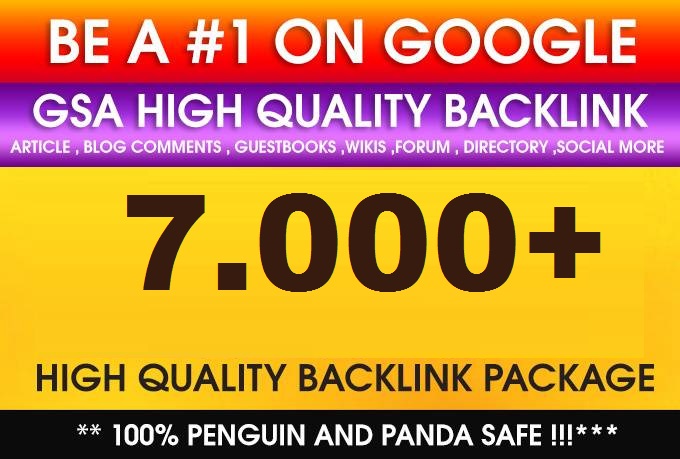 BE A #1 ON GOOGLE
GSA HIGH QUALITY BACKLINK
ARTICLE , BLOG COMMENTS , GUESTBOOKS ,WIKIS ,FORUM , DIRECTORY ,SOCIAL MORE
7.000+
HIGH QUALITY BACKLINK PACKAGE
** 100% PENGUIN AND PANDA SAFE !!!***